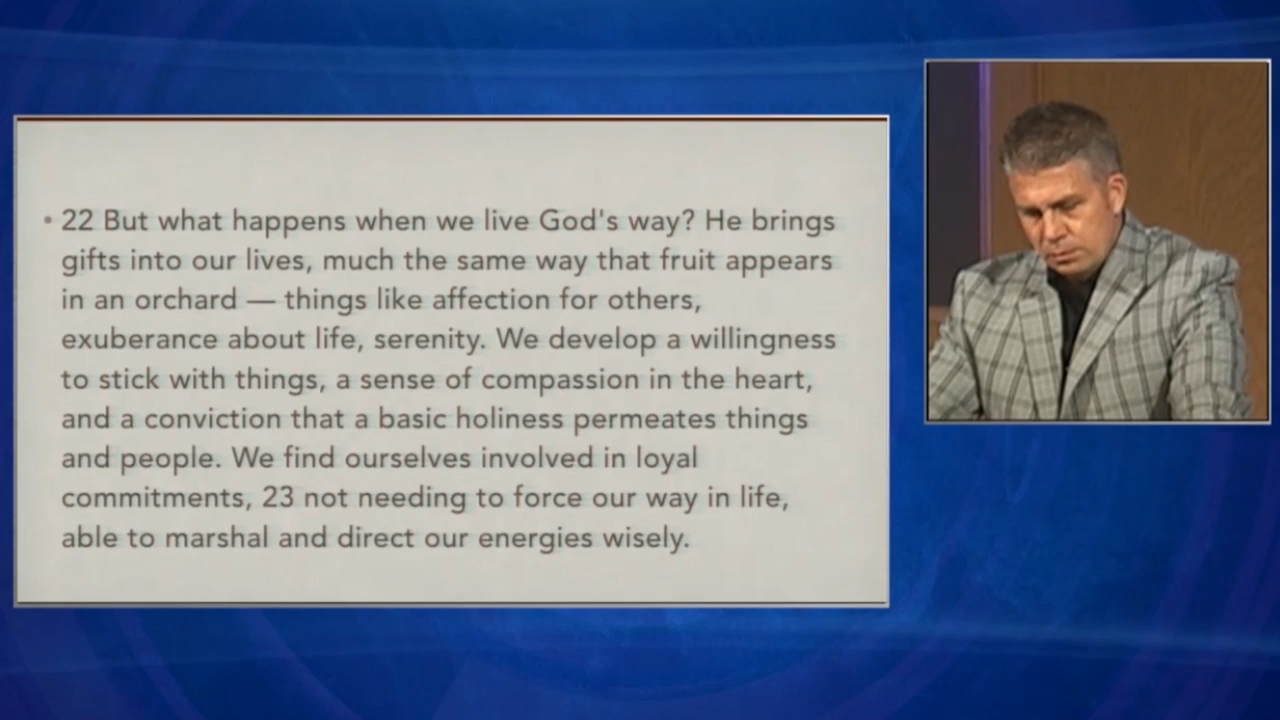 • 22 But what happens when we live God's way? He brings
gifts into our lives, much the same way that fruit appears
in an orchard — things like affection for others,
exuberance about life, serenity. We develop a willingness
to stick with things, a sense of compassion in the heart,
and a conviction that a basic holiness permeates things
and people. We find ourselves involved in loyal
commitments, 23 not needing to force our way in life,
able to marshal and direct our energies wisely.